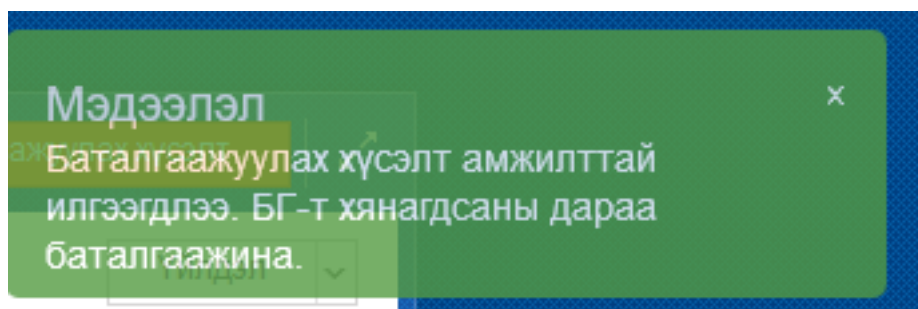 Мэдээлэл
x
Баталгаажуулах хүсэлт амжилттай
илгээгдлээ. БГ-т хянагдсаны дараа
баталгаажина.